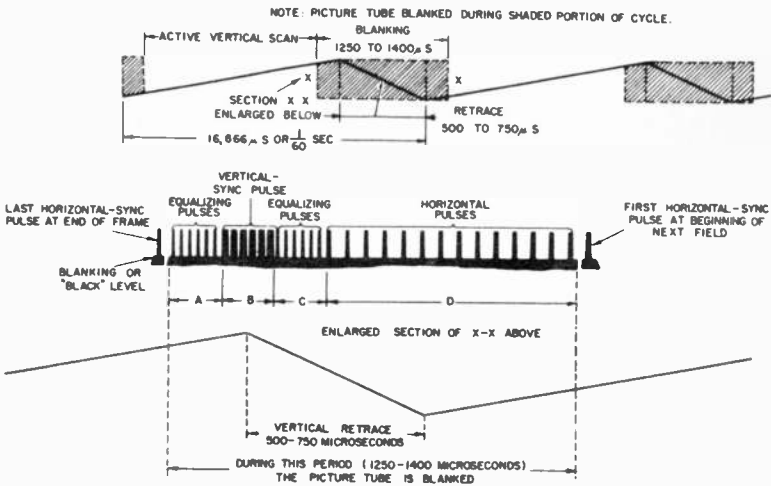 NOTE: PICTURE TUBE BLANKED DURING SHADED PORTION OF CYCLE.
BLANKING
1250 TO 1400µS
ACTIVE VERTICAL SCAN
X
X
SECTION X X
ENLARGED BELOW
RETRACE
500 TO 750µS
16,666µS OR 1/60 SEC
VERTICAL-
SYNC PULSE
EQUALIZING
PULSES
EQUALIZING
PULSES
HORIZONTAL
PULSES
LAST HORIZONTAL-SYNC
PULSE AT END OF FRAME
FIRST HORIZONTAL-SYNC
PULSE AT BEGINNING OF
NEXT FIELD
BLANKING OR
"BLACK" LEVEL
A
B
C
D
ENLARGED SECTION OF X-X ABOVE
VERTICAL RETRACE
500-750 MICROSECONDS
DURING THIS PERIOD (1250-1400 MICROSECONDS)
THE PICTURE TUBE IS BLANKED